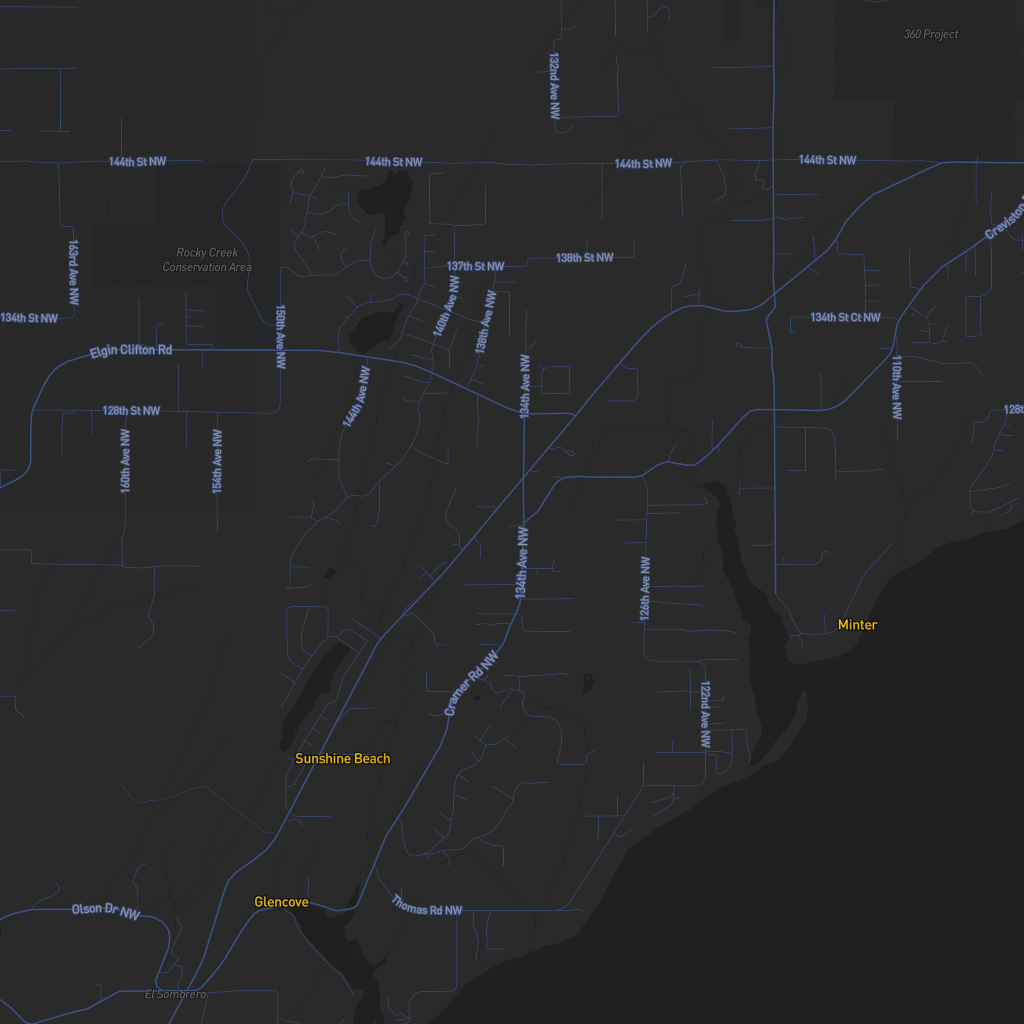 360 Project
132nd Ave NW
144th St NW
144th St NW
144th St NW
144th St NW
Creviston
Rocky Creek
Conservation Area
163rd Ave NW
137th St NW
138th St NW
134th St NW
140th Ave NW
138th Ave NW
150th Ave NW
134th St Ct NW
Elgin Clifton Rd
144th Ave NW
134th Ave NW
110th Ave NW
128th St NW
128t
160th Ave NW
154th Ave NW
134th Ave NW
126th Ave NW
Minter
Cramer Rd NW
122nd Ave NW
Sunshine Beach
Glencove
Olson Dr NW
Thomas Rd NW
El Sombrero